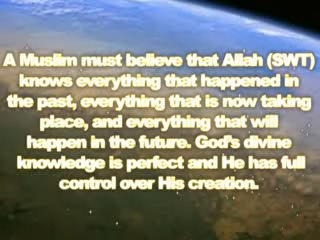 A Muslim must believe that Allah (SWT)
knows everything that happened in
the past, everything that is now taking
place, and everything that will
happen in the future. God's divine
knowledge is perfect and He has full
control over His creation.